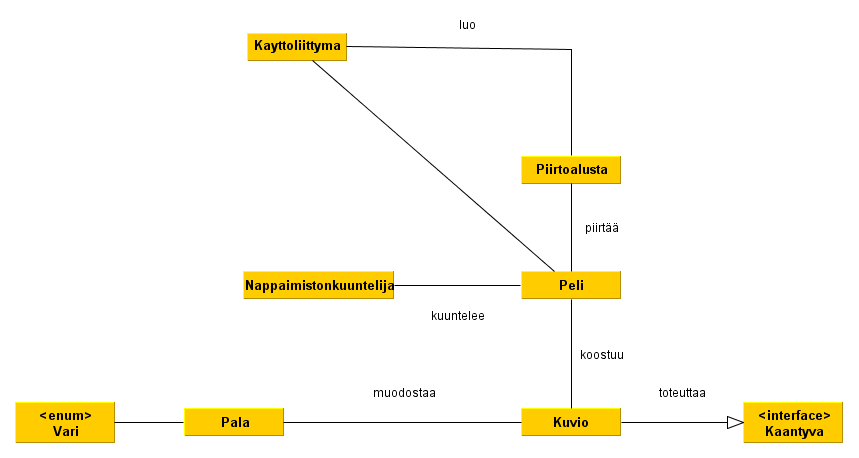 luo
Kayttoliittyma
Piirtoalusta
piirtää
Nappaimistonkuuntelija
Peli
kuuntelee
koostuu
muodostaa
toteuttaa
<enum>
Vari
Pala
Kuvio
<interface>
Kaantyva